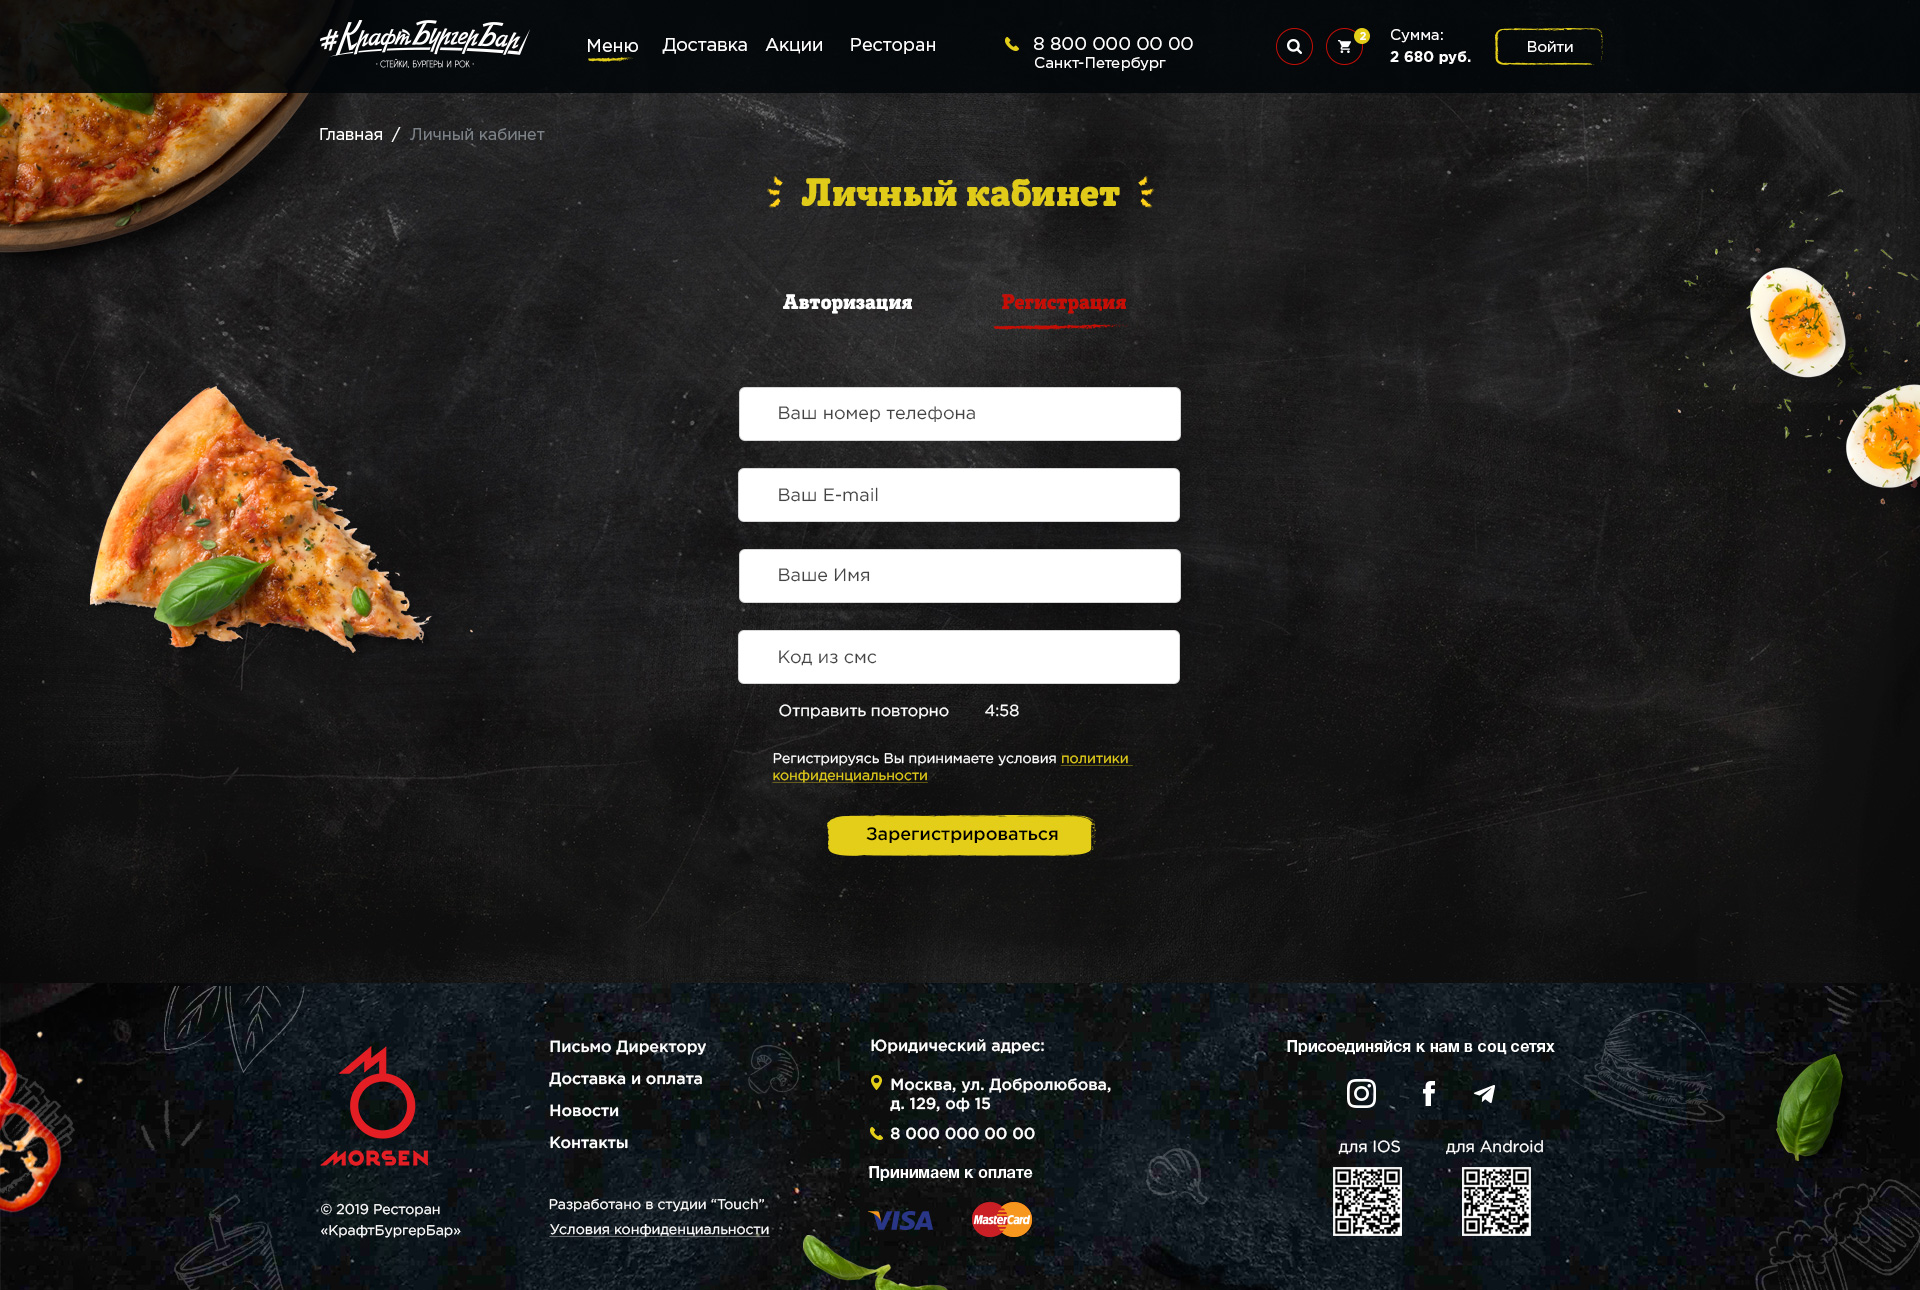 #КрафтБургерБар
· СТЕЙКИ, БУРГЕРЫ И РОК ·
Меню
Доставка
Акции
Ресторан
8 800 000 00 00
Санкт-Петербург
2
Сумма:
2 680 руб.
Войти
Главная / Личный кабинет
Личный кабинет
Авторизация
Регистрация
Ваш номер телефона
Ваш E-mail
Ваше Имя
Код из смс
Отправить повторно 4:58
Регистрируясь Вы принимаете условия политики
конфиденциальности
Зарегистрироваться
MORSEN
© 2019 Ресторан
«КрафтБургерБар»
Письмо Директору
Доставка и оплата
Новости
Контакты
Разработано в студии “Touch”
Условия конфиденциальности
Юридический адрес:
Москва, ул. Добролюбова,
д. 129, оф 15
8 000 000 00 00
Принимаем к оплате
VISA
MasterCard
Присоединяйся к нам в соц сетях
для IOS
для Android